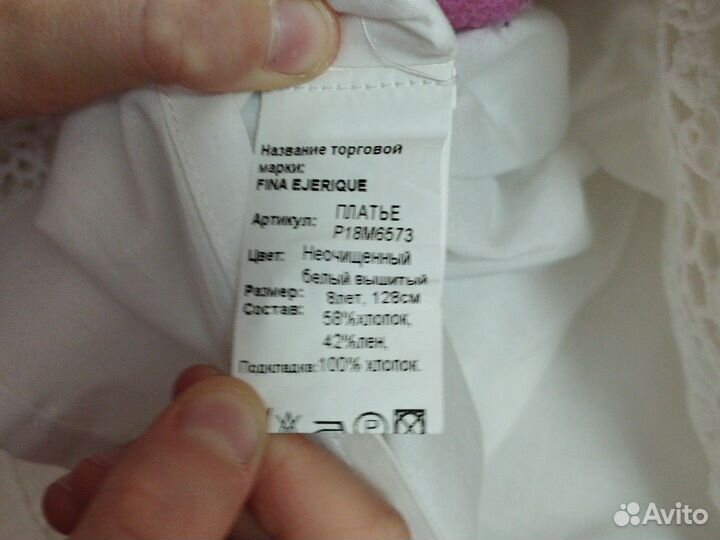 Название торговой
марки:
FINA EJERIQUE
Артикул: ПЛАТЬЕ
P18M6573
Цвет: Неочищенный
белый вышитый
Размер: 8лет, 128см
Состав: 58%хлопок,
42%лен.
Подкладка:100% хлопок.
P
Avito